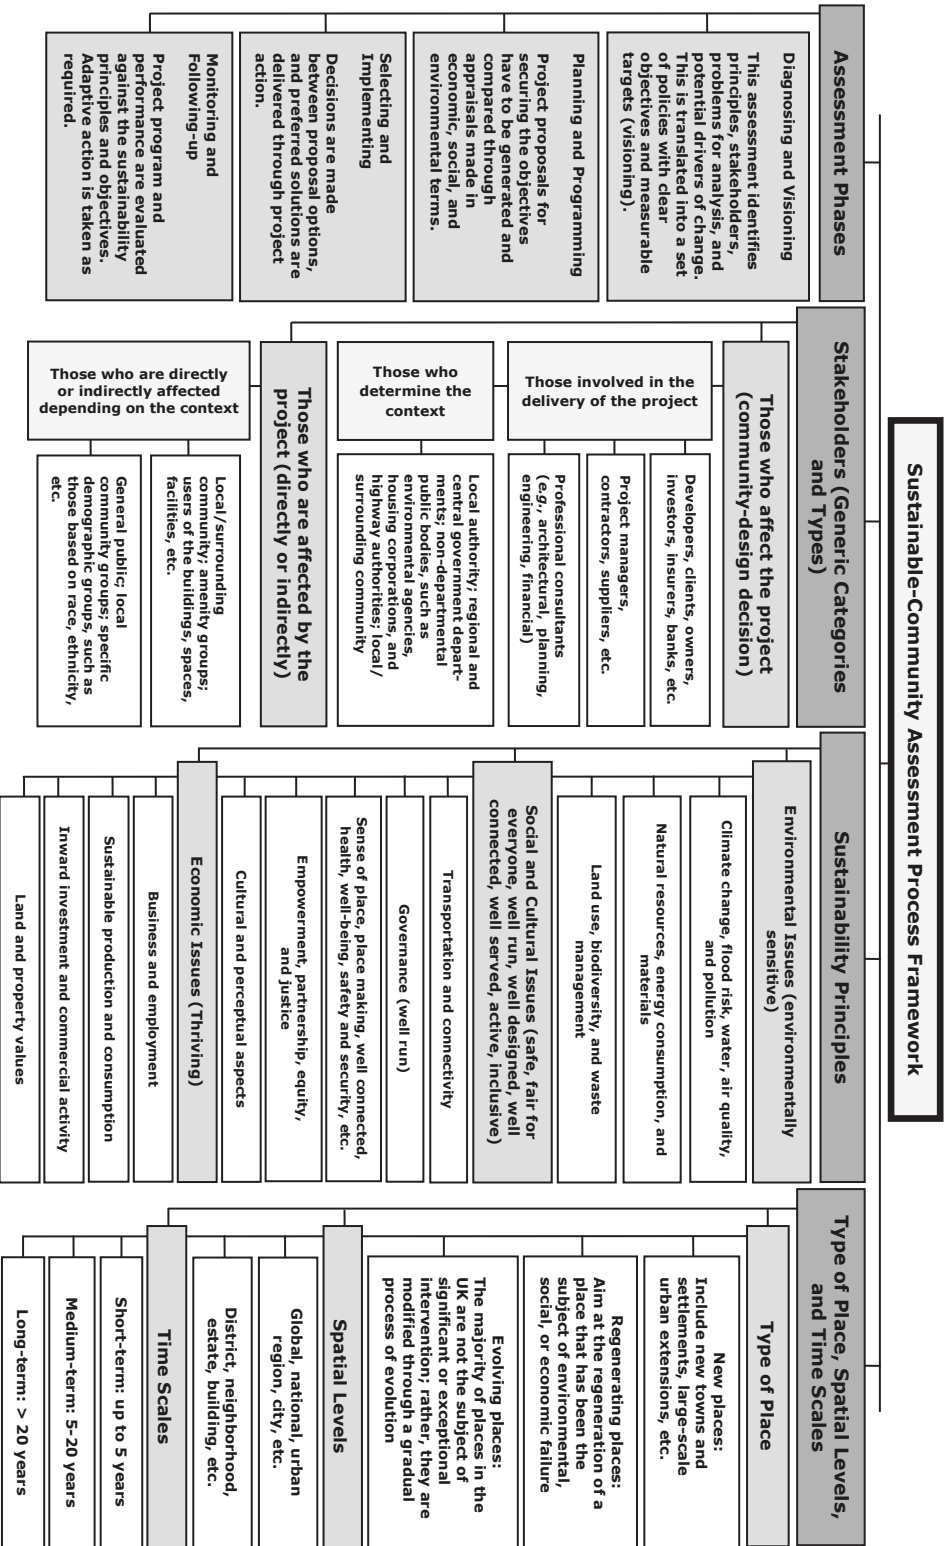 Sustainable-Community Assessment Process Framework
Assessment Phases
Diagnosing and Visioning
This assessment identifies
principles, stakeholders,
problems for analysis, and
potential drivers of change.
This is translated into a set
of policies with clear
objectives and measurable
targets (visioning).
Planning and Programming
Project proposals for
securing the objectives
have to be generated and
compared through
appraisals made in
economic, social, and
environmental terms.
Selecting and
Implementing
Decisions are made
between proposal options,
and preferred solutions are
delivered through project
action.
Monitoring and
Following-up
Project program and
performance are evaluated
against the sustainability
principles and objectives.
Adaptive action is taken as
required.
Stakeholders (Generic Categories
and Types)
Those who affect the project
(community-design decision)
Those involved in the
delivery of the project
Developers, clients, owners,
investors, insurers, banks, etc.
Project managers,
contractors, suppliers, etc.
Professional consultants
(e.g., architectural, planning,
engineering, financial)
Those who
determine the
context
Local authority; regional and
central government depart-
ments; non-departmental
public bodies, such as
environmental agencies,
housing corporations, and
highway authorities; local/
surrounding community
Those who are affected by the
project (directly or indirectly)
Those who are directly
or indirectly affected
depending on the context
Local/surrounding
community; amenity groups;
users of the buildings, spaces,
facilities, etc.
General public; local
community groups; specific
demographic groups, such as
those based on race, ethnicity,
etc.
Sustainability Principles
Environmental Issues (environmentally
sensitive)
Climate change, flood risk, water, air quality,
and pollution
Natural resources, energy consumption, and
materials
Land use, biodiversity, and waste
management
Social and Cultural Issues (safe, fair for
everyone, well run, well designed, well
connected, well served, active, inclusive)
Transportation and connectivity
Governance (well run)
Sense of place, place making, well connected,
health, well-being, safety and security, etc.
Empowerment, partnership, equity,
and justice
Cultural and perceptual aspects
Economic Issues (Thriving)
Business and employment
Sustainable production and consumption
Inward investment and commercial activity
Land and property values
Type of Place, Spatial Levels,
and Time Scales
Type of Place
New places:
Include new towns and
settlements, large-scale
urban extensions, etc.
Regenerating places:
Aim at the regeneration of a
place that has been the
subject of environmental,
social, or economic failure
Evolving places:
The majority of places in the
UK are not the subject of
significant or exceptional
intervention; rather, they are
modified through a gradual
process of evolution
Spatial Levels
Global, national, urban
region, city, etc.
District, neighborhood,
estate, building, etc.
Time Scales
Short-term: up to 5 years
Medium-term: 5-20 years
Long-term: > 20 years